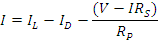 I = I_L − I_D − (V − IR_S) / R_P